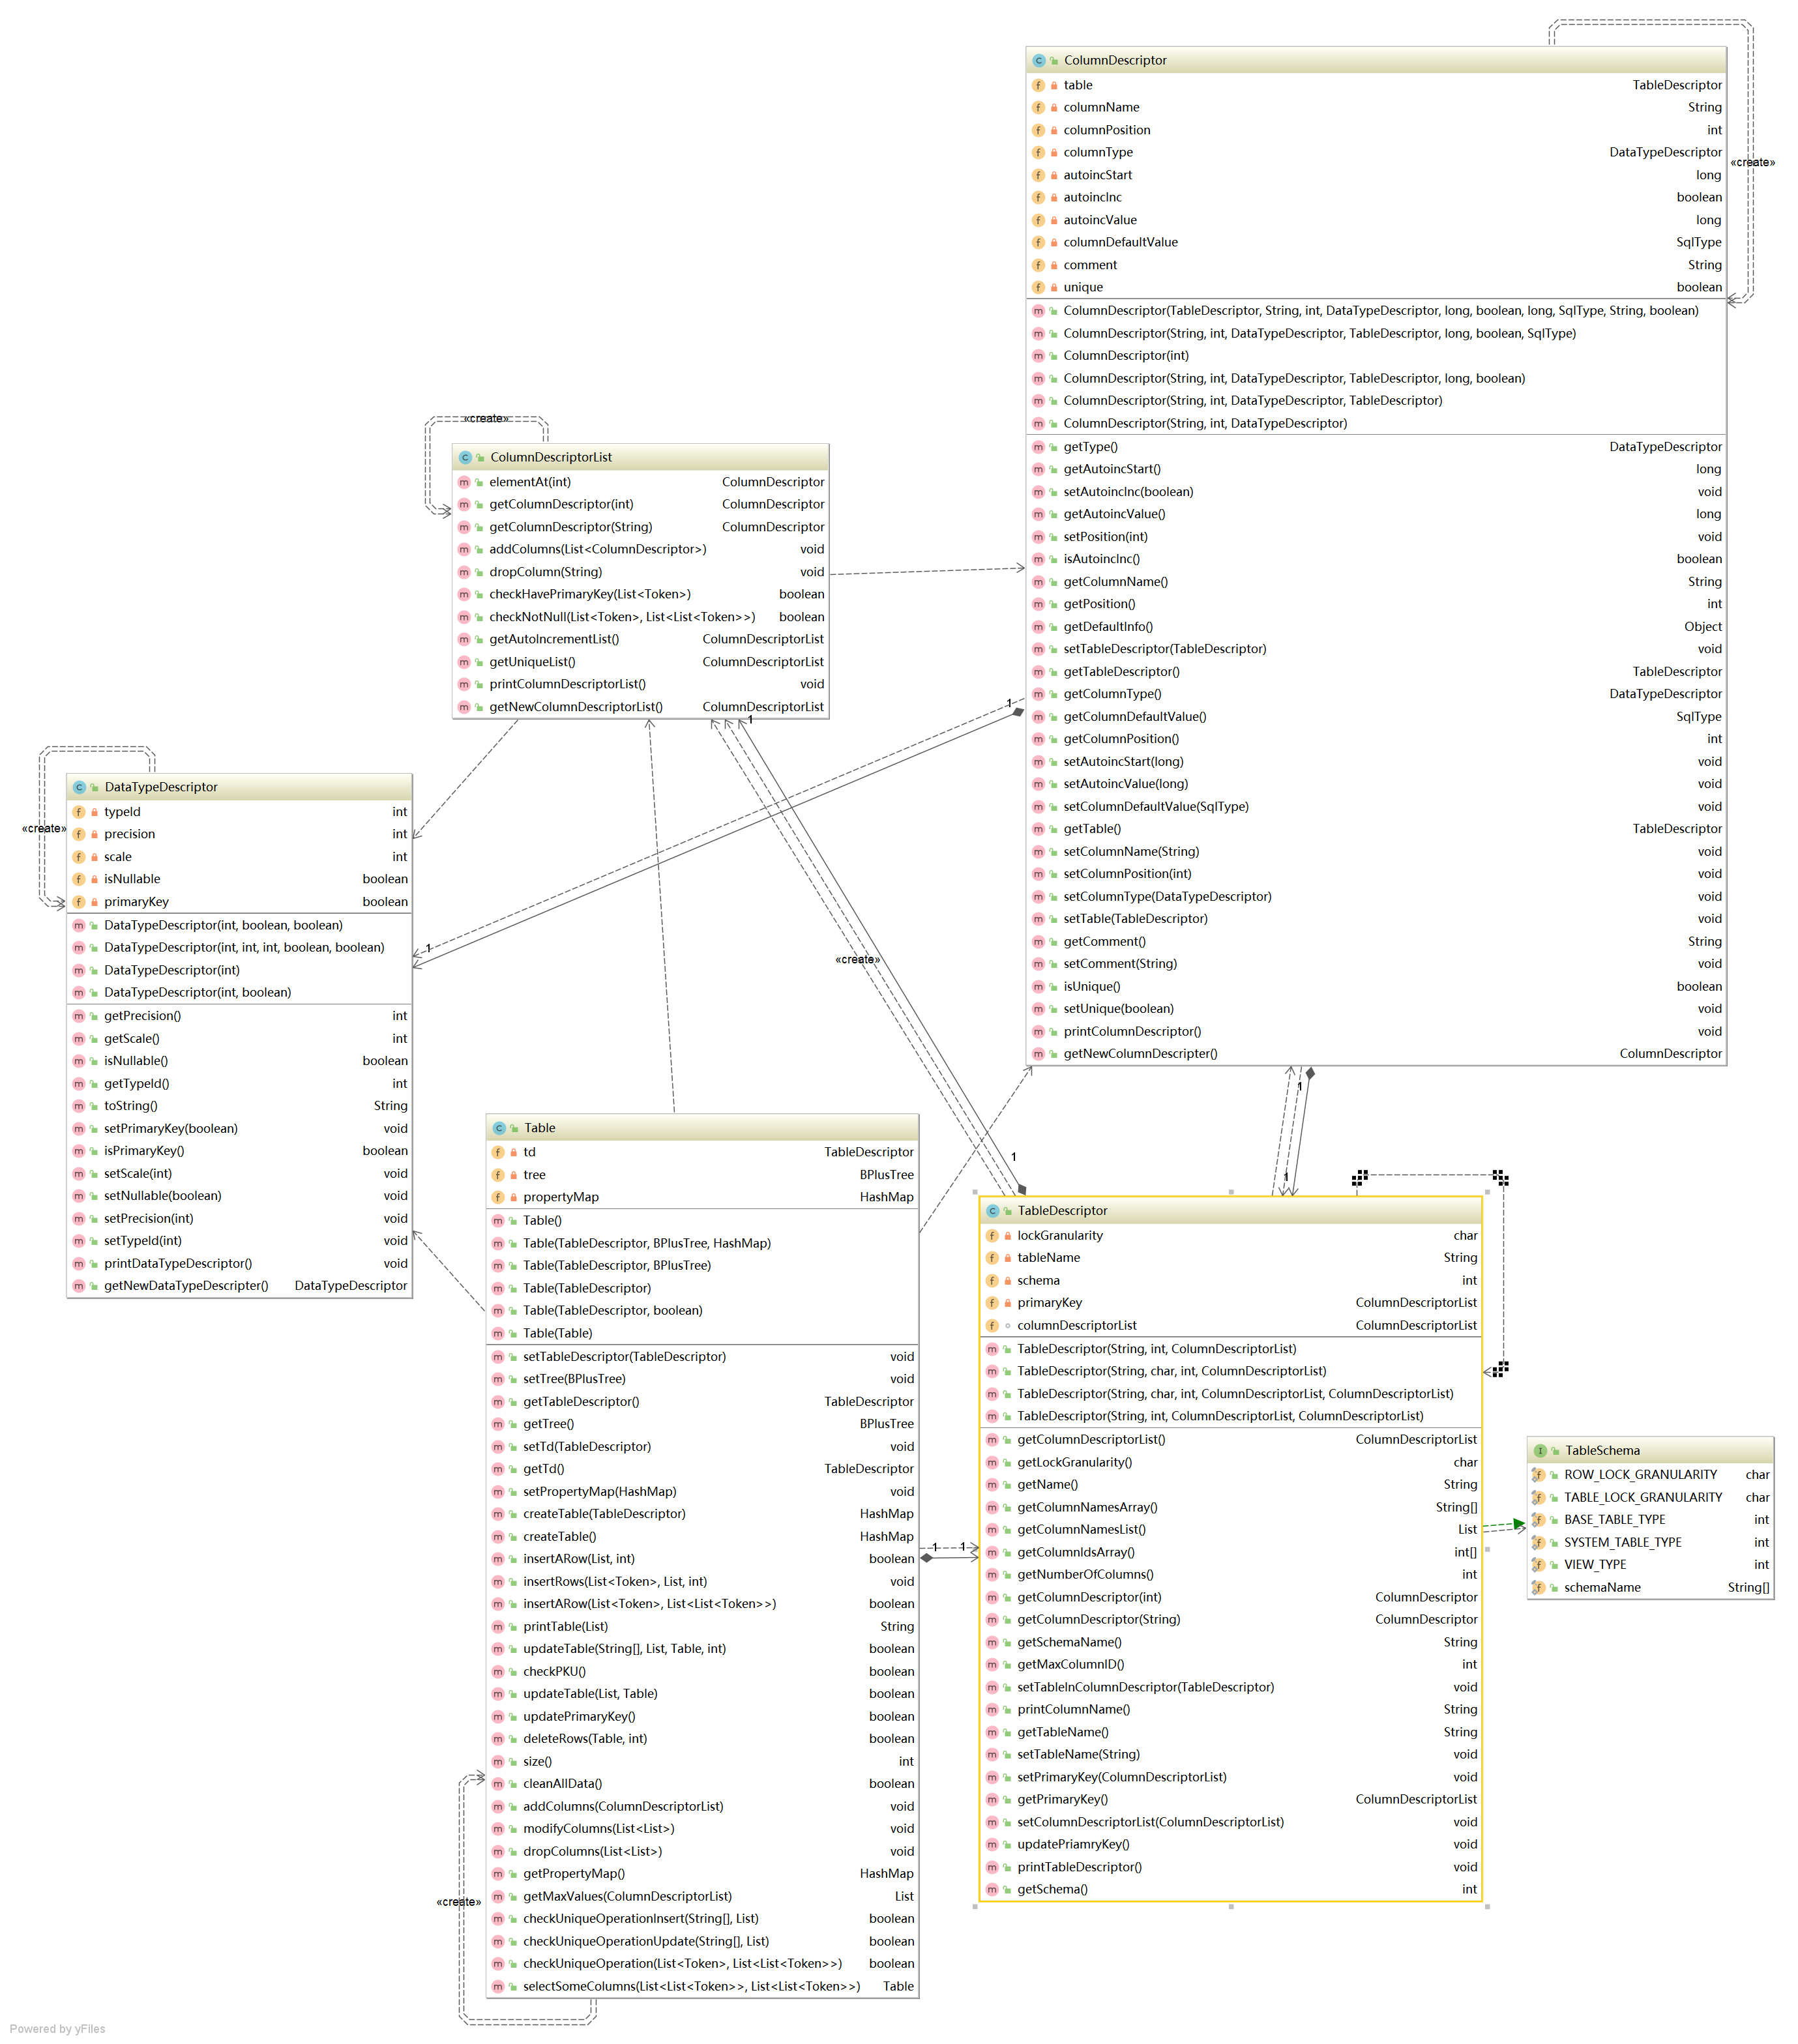 ColumnDescriptor
table TableDescriptor
columnName String
columnPosition int
columnType DataTypeDescriptor
«create»
autoincStart long
autoincInc boolean
autoincValue long
columnDefaultValue SqlType
comment String
unique boolean
ColumnDescriptor(TableDescriptor, String, int, DataTypeDescriptor, long, boolean, long, SqlType, String, boolean)
ColumnDescriptor(String, int, DataTypeDescriptor, TableDescriptor, long, boolean, SqlType)
ColumnDescriptor(int)
ColumnDescriptor(String, int, DataTypeDescriptor, TableDescriptor, long, boolean)
ColumnDescriptor(String, int, DataTypeDescriptor, TableDescriptor)
ColumnDescriptor(String, int, DataTypeDescriptor)
getType() DataTypeDescriptor
getAutoincStart() long
setAutoincInc(boolean) void
getAutoincValue() long
setPosition(int) void
isAutoincInc() boolean
getColumnName() String
getPosition() int
getDefaultInfo() Object
setTableDescriptor(TableDescriptor) void
getTableDescriptor() TableDescriptor
getColumnType() DataTypeDescriptor
getColumnDefaultValue() SqlType
getColumnPosition() int
setAutoincStart(long) void
setAutoincValue(long) void
setColumnDefaultValue(SqlType) void
getTable() TableDescriptor
setColumnName(String) void
setColumnPosition(int) void
setColumnType(DataTypeDescriptor) void
setTable(TableDescriptor) void
getComment() String
setComment(String) void
isUnique() boolean
setUnique(boolean) void
printColumnDescriptor() void
getNewColumnDescripter() ColumnDescriptor
«create»
ColumnDescriptorList
elementAt(int) ColumnDescriptor
getColumnDescriptor(int) ColumnDescriptor
getColumnDescriptor(String) ColumnDescriptor
addColumns(List<ColumnDescriptor>) void
dropColumn(String) void
checkHavePrimaryKey(List<Token>) boolean
checkNotNull(List<Token>, List<List<Token>>) boolean
getAutoIncrementList() ColumnDescriptorList
getUniqueList() ColumnDescriptorList
printColumnDescriptorList() void
getNewColumnDescriptorList() ColumnDescriptorList
1
1
DataTypeDescriptor
typeId int
«create»
precision int
scale int
isNullable boolean
primaryKey boolean
DataTypeDescriptor(int, boolean, boolean)
DataTypeDescriptor(int, int, int, boolean, boolean)
DataTypeDescriptor(int)
DataTypeDescriptor(int, boolean)
getPrecision() int
getScale() int
isNullable() boolean
getTypeId() int
toString() String
setPrimaryKey(boolean) void
isPrimaryKey() boolean
setScale(int) void
setNullable(boolean) void
setPrecision(int) void
setTypeId(int) void
printDataTypeDescriptor() void
getNewDataTypeDescripter() DataTypeDescriptor
1
«create»
1
1
1
Table
td TableDescriptor
tree BPlusTree
propertyMap HashMap
Table()
Table(TableDescriptor, BPlusTree, HashMap)
Table(TableDescriptor, BPlusTree)
Table(TableDescriptor)
Table(TableDescriptor, boolean)
Table(Table)
setTableDescriptor(TableDescriptor) void
setTree(BPlusTree) void
getTableDescriptor() TableDescriptor
getTree() BPlusTree
setTd(TableDescriptor) void
getTd() TableDescriptor
setPropertyMap(HashMap) void
createTable(TableDescriptor) HashMap
createTable() HashMap
insertARow(List, int) boolean
insertRows(List<Token>, List, int) void
insertARow(List<Token>, List<List<Token>>) boolean
printTable(List) String
updateTable(String[], List, Table, int) boolean
checkPKU() boolean
updateTable(List, Table) boolean
updatePrimaryKey() boolean
deleteRows(Table, int) boolean
size() int
cleanAllData() boolean
addColumns(ColumnDescriptorList) void
modifyColumns(List<List>) void
dropColumns(List<List>) void
getPropertyMap() HashMap
getMaxValues(ColumnDescriptorList) List
«create»
checkUniqueOperationInsert(String[], List) boolean
checkUniqueOperationUpdate(String[], List) boolean
checkUniqueOperation(List<Token>, List<List<Token>>) boolean
selectSomeColumns(List<List<Token>>, List<List<Token>>) Table
1
1
TableDescriptor
lockGranularity char
tableName String
schema int
primaryKey ColumnDescriptorList
columnDescriptorList ColumnDescriptorList
TableDescriptor(String, int, ColumnDescriptorList)
TableDescriptor(String, char, int, ColumnDescriptorList)
TableDescriptor(String, char, int, ColumnDescriptorList, ColumnDescriptorList)
TableDescriptor(String, int, ColumnDescriptorList, ColumnDescriptorList)
getColumnDescriptorList() ColumnDescriptorList
getLockGranularity() char
getName() String
getColumnNamesArray() String[]
getColumnNamesList() List
getColumnIdsArray() int[]
getNumberOfColumns() int
getColumnDescriptor(int) ColumnDescriptor
getColumnDescriptor(String) ColumnDescriptor
getSchemaName() String
getMaxColumnID() int
setTableInColumnDescriptor(TableDescriptor) void
printColumnName() String
getTableName() String
setTableName(String) void
setPrimaryKey(ColumnDescriptorList) void
getPrimaryKey() ColumnDescriptorList
setColumnDescriptorList(ColumnDescriptorList) void
updatePriamryKey() void
printTableDescriptor() void
getSchema() int
TableSchema
ROW_LOCK_GRANULARITY char
TABLE_LOCK_GRANULARITY char
BASE_TABLE_TYPE int
SYSTEM_TABLE_TYPE int
VIEW_TYPE int
schemaName String[]
Powered by yFiles